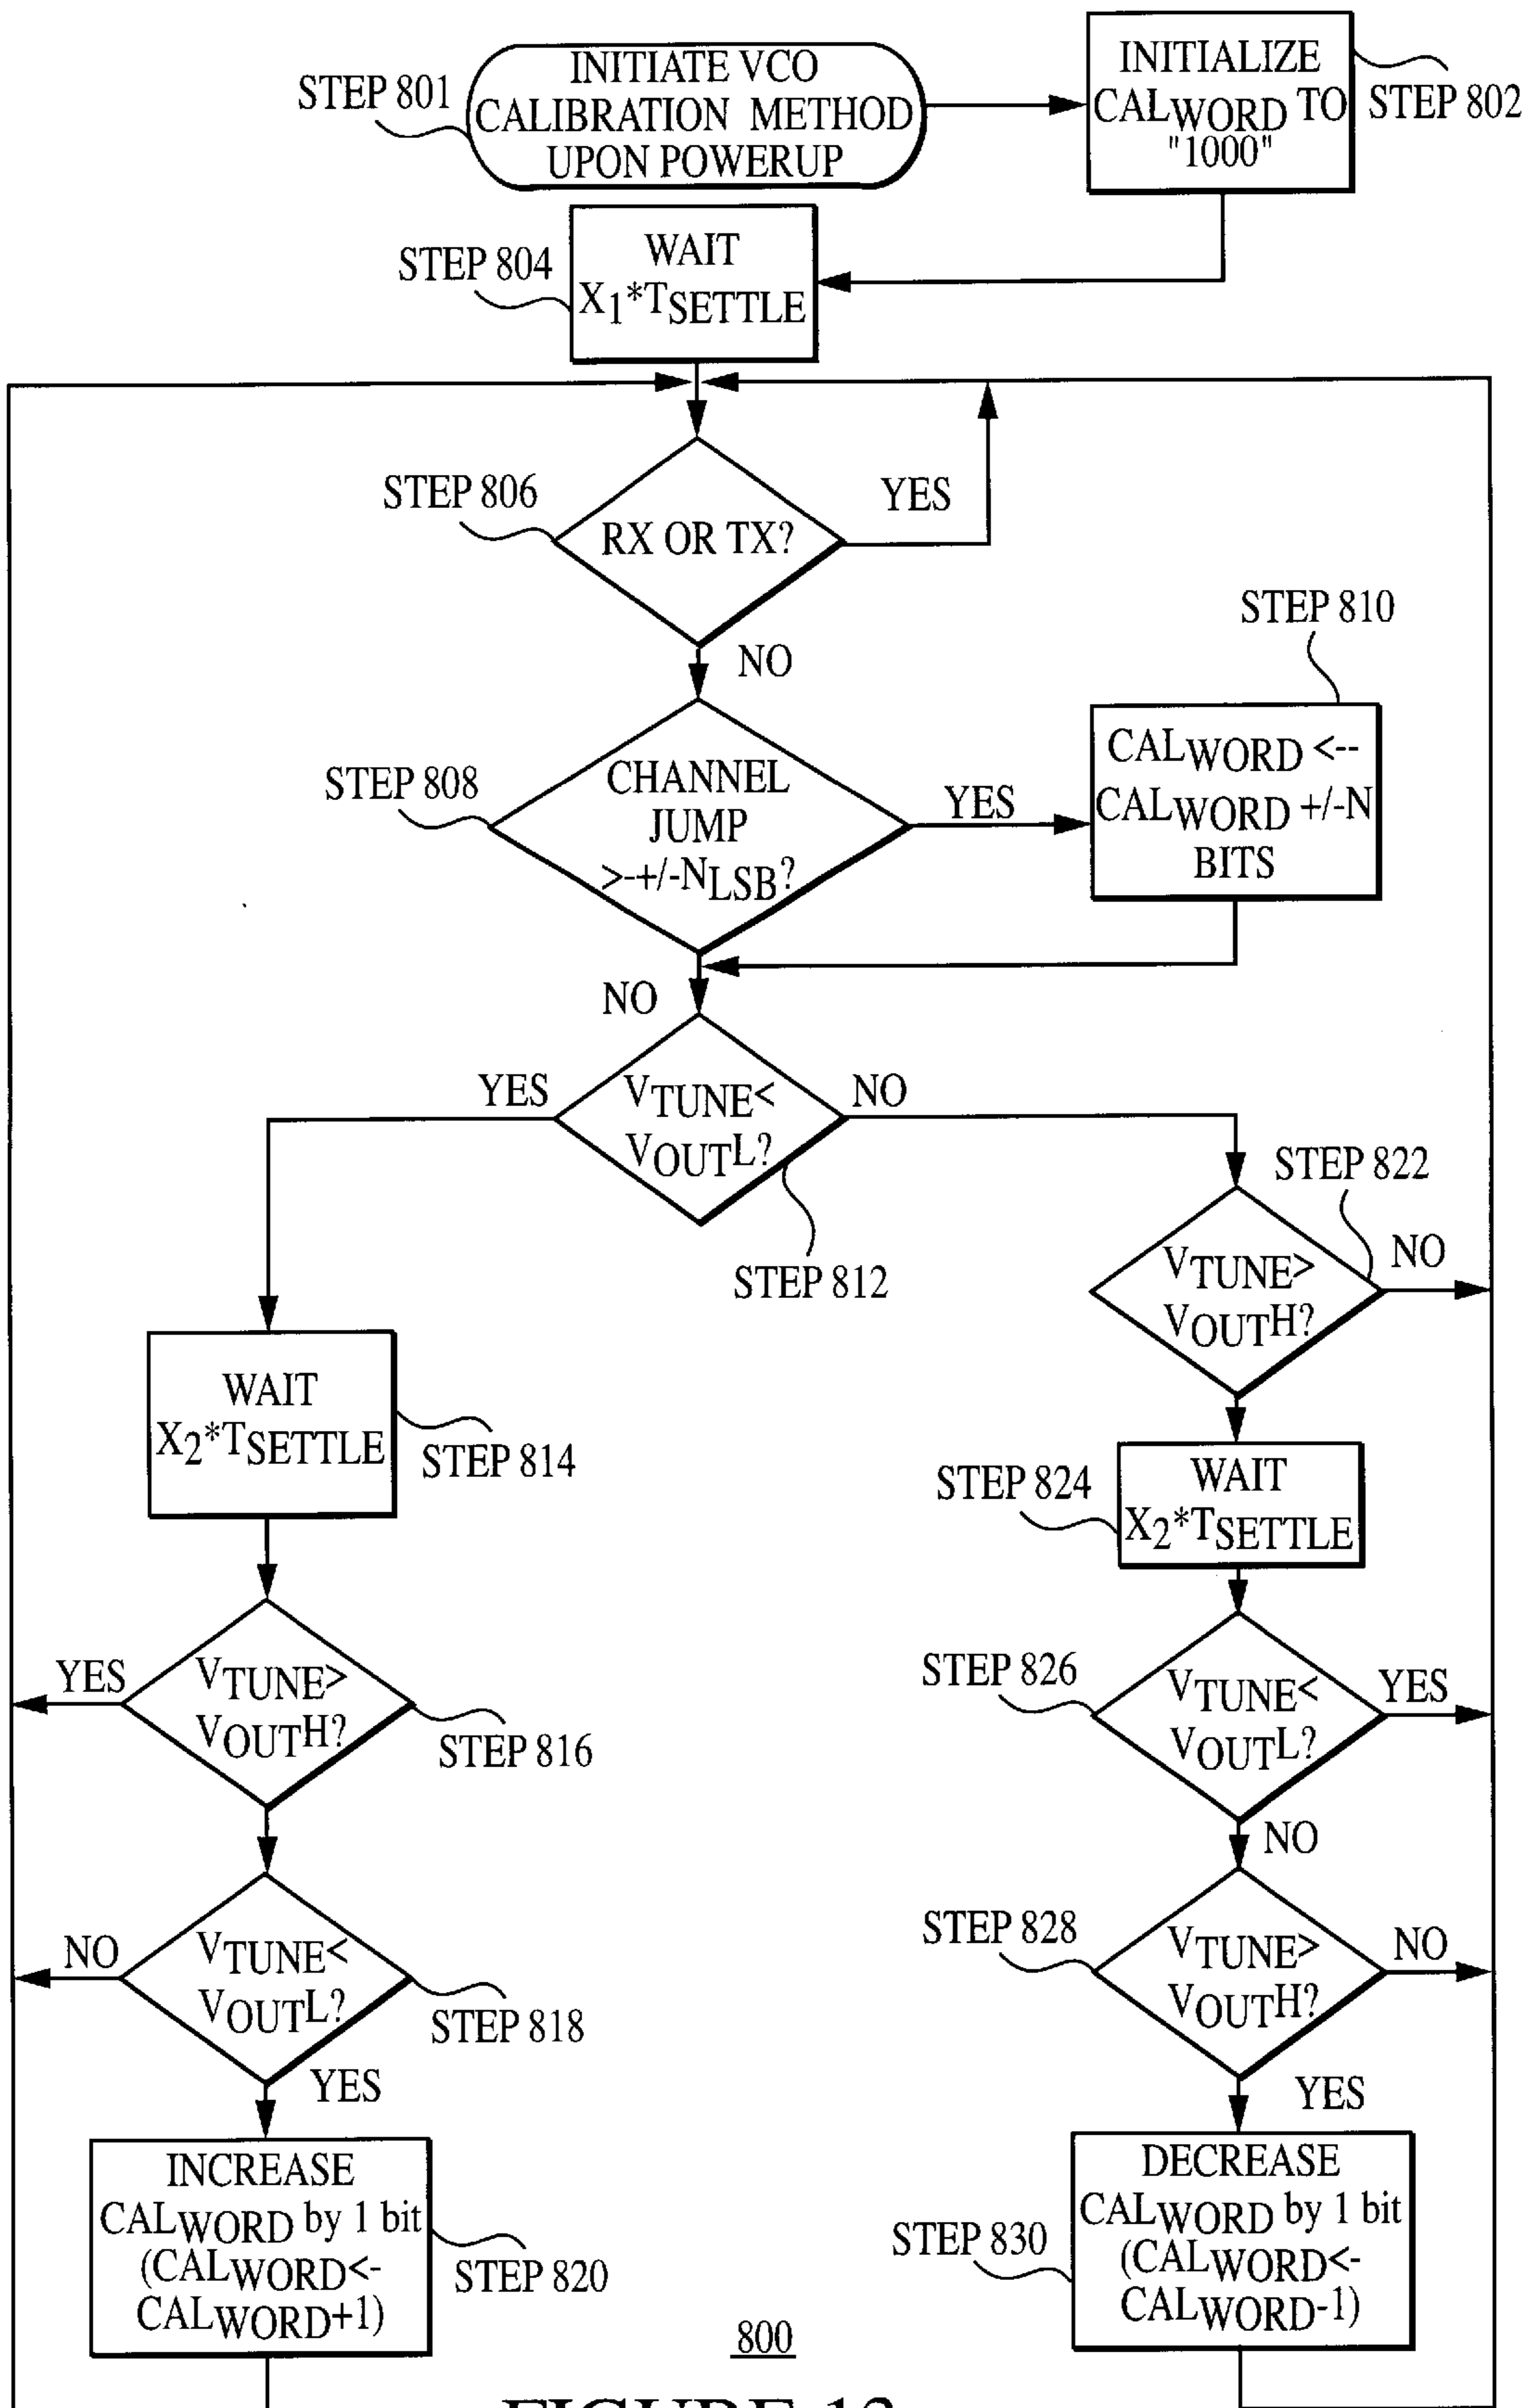 STEP 801
INITIATE VCO
CALIBRATION METHOD
UPON POWERUP
INITIALIZE
CALWORD TO
"1000"
STEP 802
STEP 804
WAIT
X1*TSETTLE
STEP 806
RX OR TX?
YES
NO
STEP 808
CHANNEL
JUMP
>-+/-NLSB?
YES
STEP 810
CALWORD <--
CALWORD +/-N
BITS
NO
YES
VTUNE<
VOUTL?
NO
STEP 812
STEP 822
VTUNE>
VOUTH?
NO
WAIT
X2*TSETTLE
STEP 814
STEP 824
WAIT
X2*TSETTLE
YES
VTUNE>
VOUTH?
STEP 816
STEP 826
VTUNE<
VOUTL?
YES
NO
NO
VTUNE<
VOUTL?
STEP 818
YES
STEP 828
VTUNE>
VOUTH?
NO
YES
INCREASE
CALWORD by 1 bit
(CALWORD<-
CALWORD+1)
STEP 820
STEP 830
DECREASE
CALWORD by 1 bit
(CALWORD<-
CALWORD-1)
800